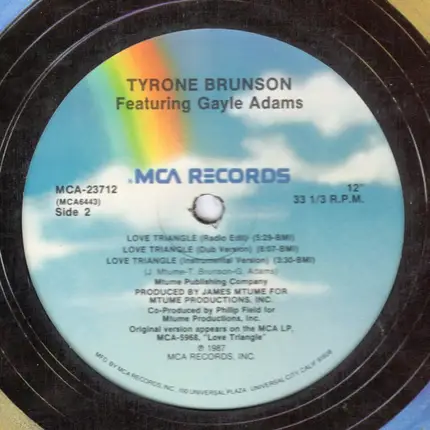 TYRONE BRUNSON
Featuring Gayle Adams
MCA RECORDS
MCA-23712
(MCA6443)
Side 2
12"
33 1/3 R.P.M.
LOVE TRIANGLE (Radio Edit) (5:25-BMI)
LOVE TRIANGLE (Dub Version) (6:07-BMI)
LOVE TRIANGLE (Instrumental Version) (3:30-BMI)
(J. Mtume-T. Brunson-G. Adams)
Mtume Publishing Company
PRODUCED BY JAMES MTUME FOR
MTUME PRODUCTIONS, INC.
Co-Produced by Philip Field for
Mtume Productions, Inc.
Original version appears on the MCA LP,
MCA-5968, "Love Triangle"
℗ 1987
MCA RECORDS, INC.
MFG. BY MCA RECORDS INC. 100 UNIVERSAL PLAZA UNIVERSAL CITY, CALIF.